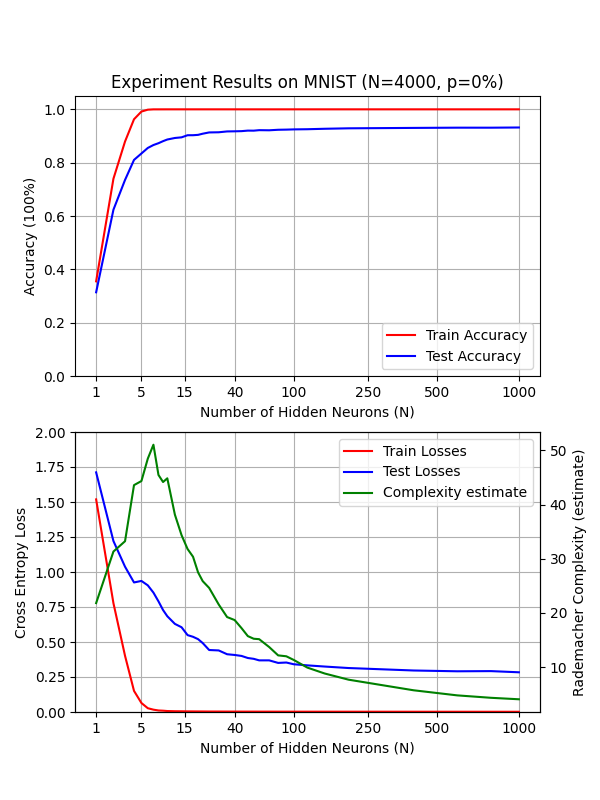 Experiment Results on MNIST (N=4000, p=0%)
Accuracy (100%)
1.0
0.8
0.6
0.4
0.2
0.0
Train Accuracy
Test Accuracy
1 5 15 40 100 250 500 1000
Number of Hidden Neurons (N)
Cross Entropy Loss
2.00
1.75
1.50
1.25
1.00
0.75
0.50
0.25
0.00
Train Losses
Test Losses
Complexity estimate
50
40
30
20
10
Rademacher Complexity (estimate)
1 5 15 40 100 250 500 1000
Number of Hidden Neurons (N)